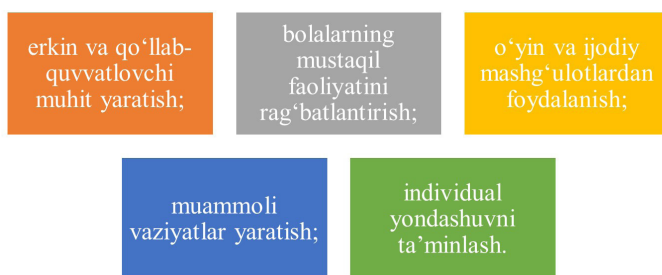 erkin va qo‘llab-
quvvatlovchi
muhit yaratish;
bolalarning
mustaqil
faoliyatini
rag‘batlantirish;
o‘yin va ijodiy
mashg‘ulotlardan
foydalanish;
muammoli
vaziyatlar yaratish;
individual
yondashuvni
ta’minlash.